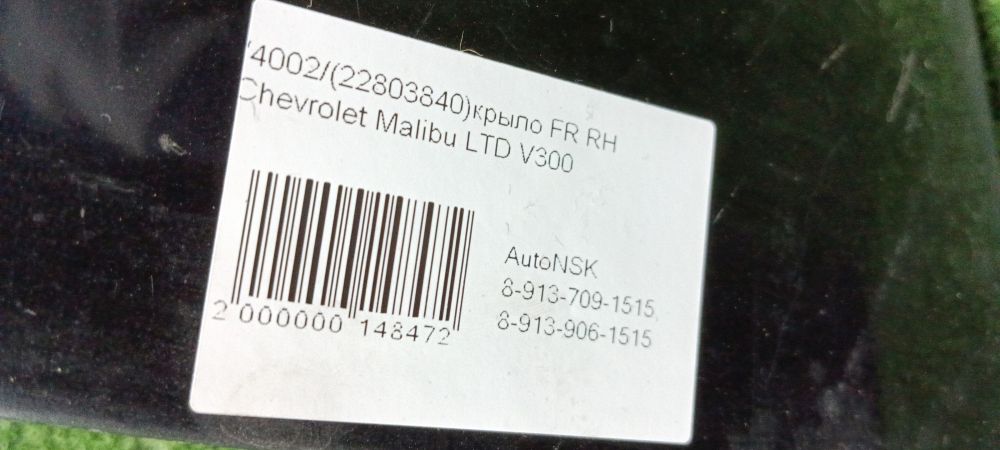 4002/(22803840)крыло FR RH
Chevrolet Malibu LTD V300
AutoNSK
8-913-709-1515
8-913-906-1515
2 000000 148472